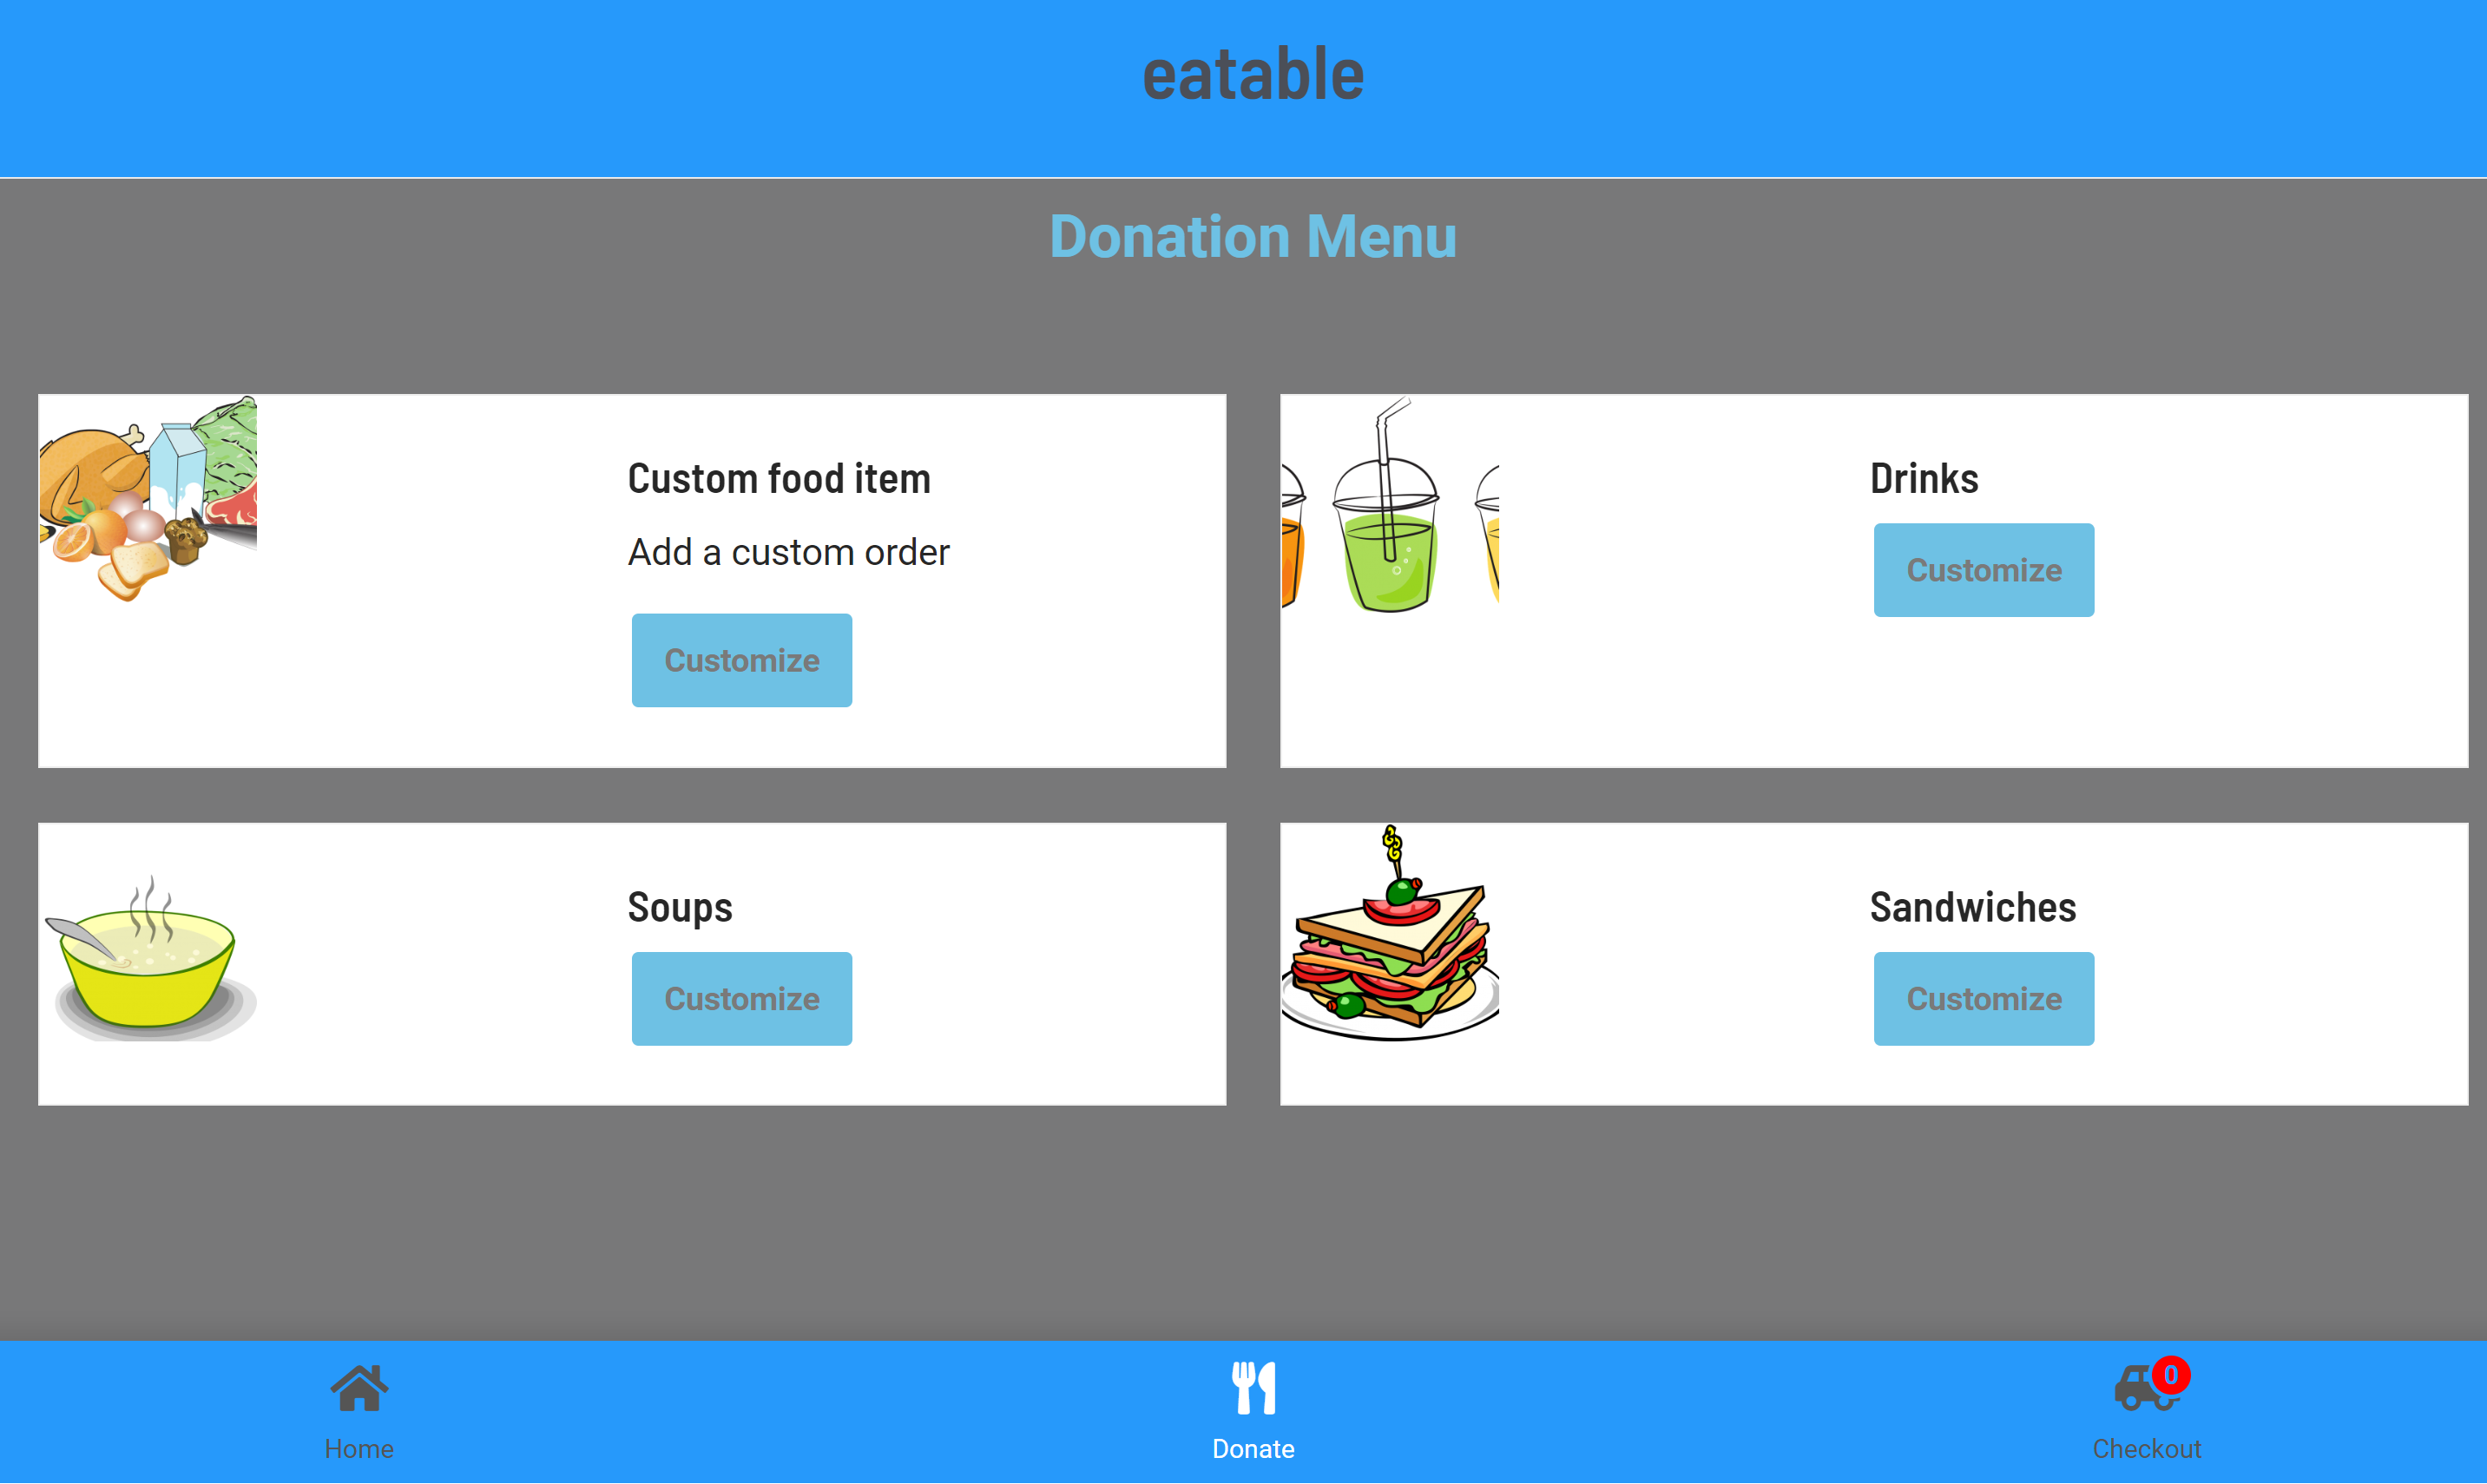 eatable
Donation Menu
Custom food item
Add a custom order
Customize
Drinks
Customize
Soups
Customize
Sandwiches
Customize
Home
Donate
0
Checkout